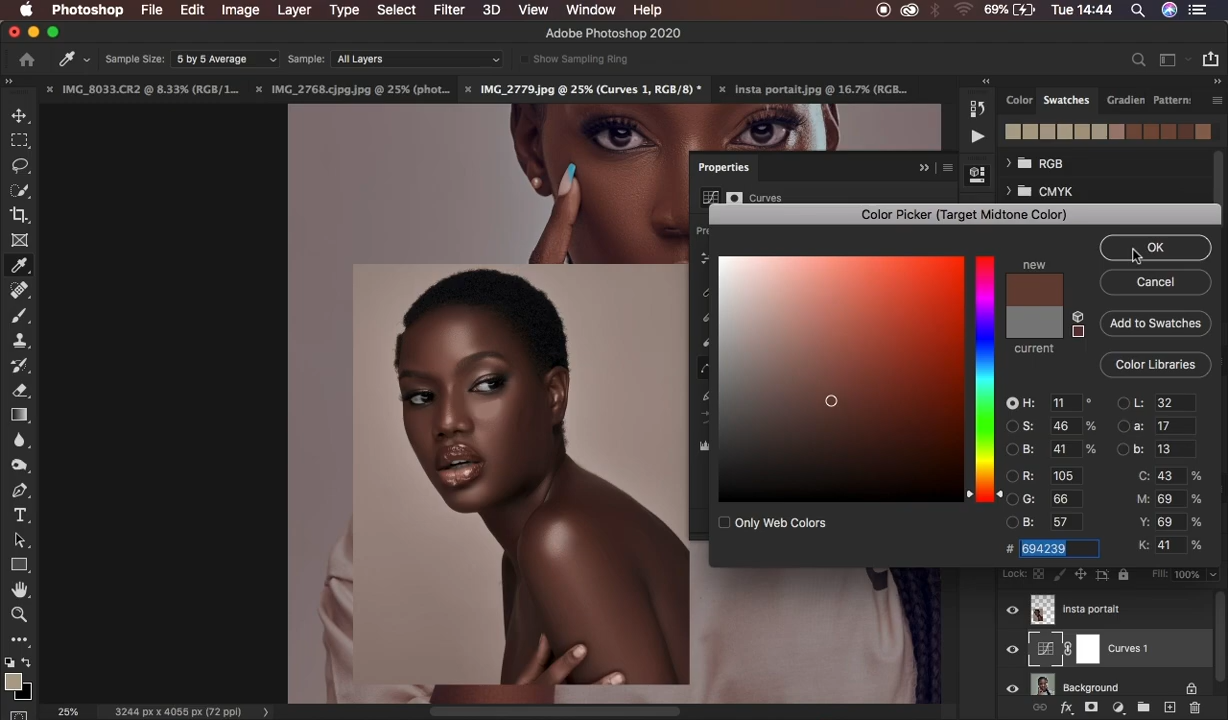 Photoshop File Edit Image Layer Type Select Filter 3D View Window Help 69% Tue 14:44
Adobe Photoshop 2020
Sample Size: 5 by 5 Average Sample: All Layers Show Sampling Ring
IMG_8033.CR2 @ 8.33% (RGB/1... IMG_2768.cjpg.jpg @ 25% (phot... IMG_2779.jpg @ 25% (Curves 1, RGB/8) * insta portait.jpg @ 16.7% (RGB...
Color Swatches Gradien Pattern:
RGB
CMYK
Properties
Curves
Color Picker (Target Midtone Color)
OK
new
Cancel
Add to Swatches
current
Color Libraries
H: 11 ° L: 32
S: 46 % a: 17
B: 41 % b: 13
R: 105 C: 43 %
G: 66 M: 69 %
Only Web Colors B: 57 Y: 69 %
# 694239 K: 41 %
Lock: Fill: 100%
insta portait
Curves 1
Background
25% 3244 px x 4055 px (72 ppi)